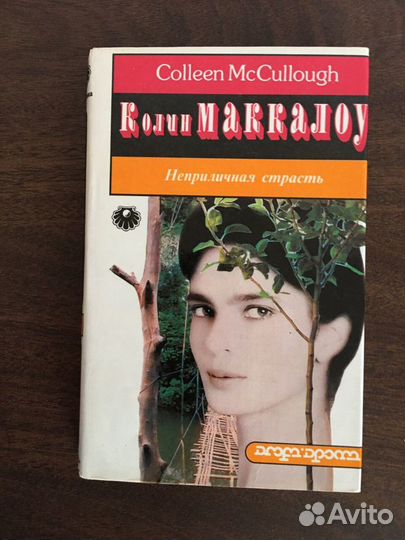 Colleen McCullough
Колин МАККАЛОУ
Неприличная страсть
Avito